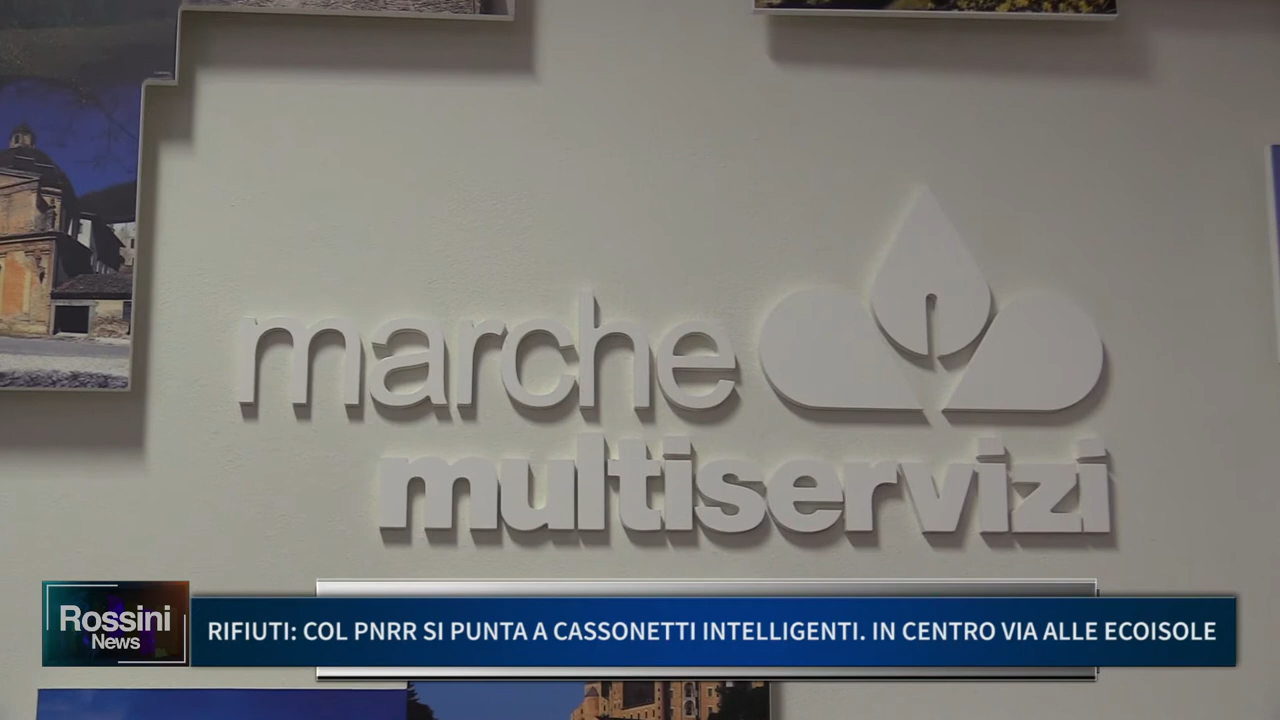 marche
multiservizi
Rossini
News
RIFIUTI: COL PNRR SI PUNTA A CASSONETTI INTELLIGENTI. IN CENTRO VIA ALLE ECOISOLE